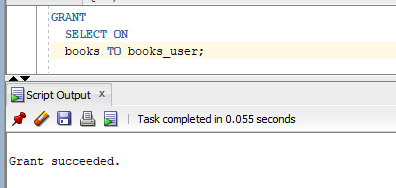 GRANT
SELECT ON
books TO books_user;
Script Output x
Task completed in 0.055 seconds
Grant succeeded.